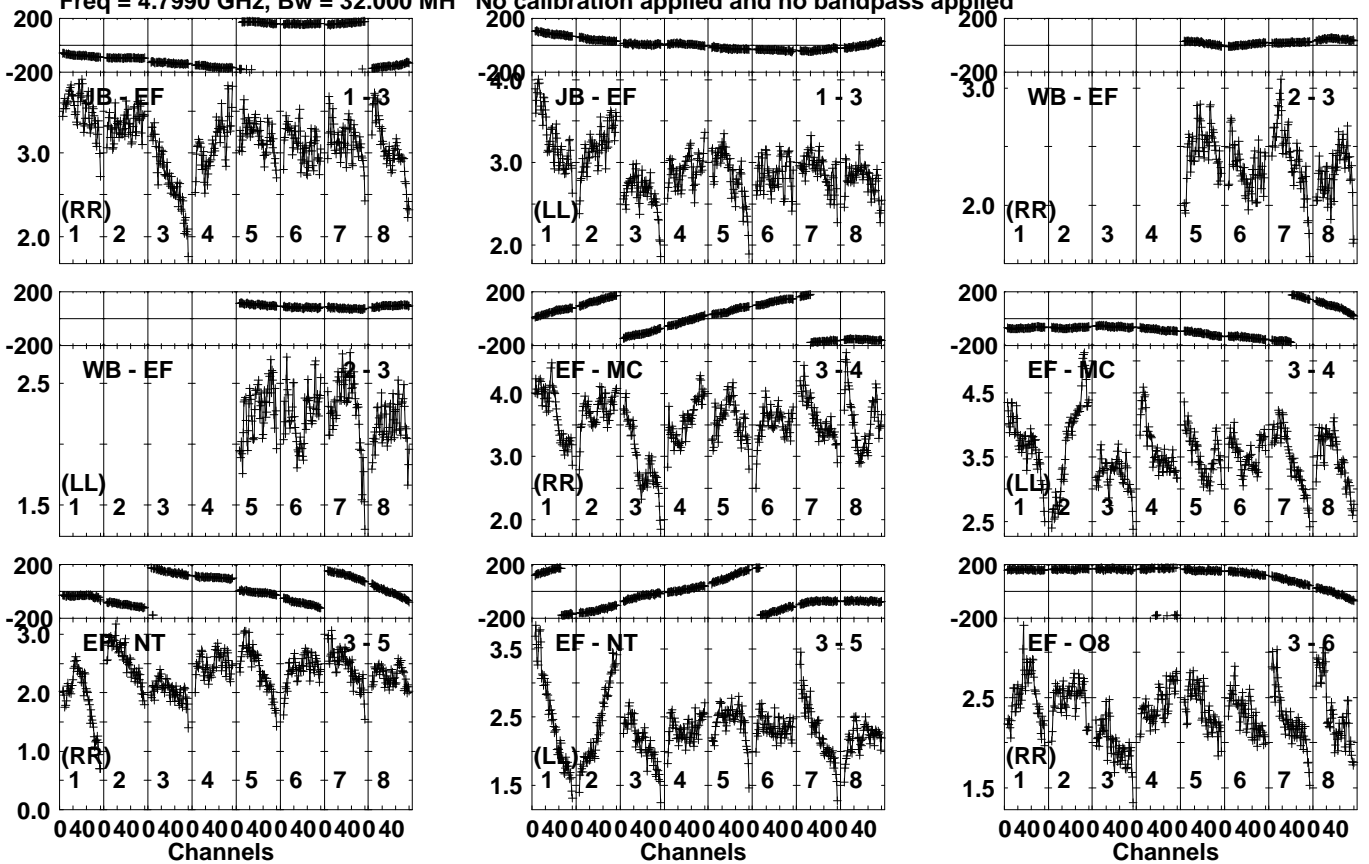 Freq = 4.7990 GHz, Bw = 32.000 MH No calibration applied and no bandpass applied
200
-200
JB - EF 1 - 3
3.0
(RR)
2.0
1 2 3 4 5 6 7 8
200
-200
4.0
JB - EF 1 - 3
3.0
(LL)
2.0
1 2 3 4 5 6 7 8
200
-200
3.0
WB - EF 2 - 3
2.0
(RR)
1 2 3 4 5 6 7 8
200
-200
WB - EF 2 - 3
2.5
(LL)
1.5
1 2 3 4 5 6 7 8
200
-200
EF - MC 3 - 4
4.0
3.0
(RR)
2.0
1 2 3 4 5 6 7 8
200
-200
EF - MC 3 - 4
4.5
3.5
(LL)
2.5
1 2 3 4 5 6 7 8
200
-200
3.0
EF - NT 3 - 5
2.0
1.0
(RR)
1 2 3 4 5 6 7 8
0.0
200
-200
EF - NT 3 - 5
3.5
2.5
(LL)
1.5
1 2 3 4 5 6 7 8
200
-200
EF - O8 3 - 6
2.5
(RR)
1.5
1 2 3 4 5 6 7 8
0 40 0 40 0 40 0 40 0 40 0 40 0 40 0 40
Channels
0 40 0 40 0 40 0 40 0 40 0 40 0 40 0 40
Channels
0 40 0 40 0 40 0 40 0 40 0 40 0 40 0 40
Channels